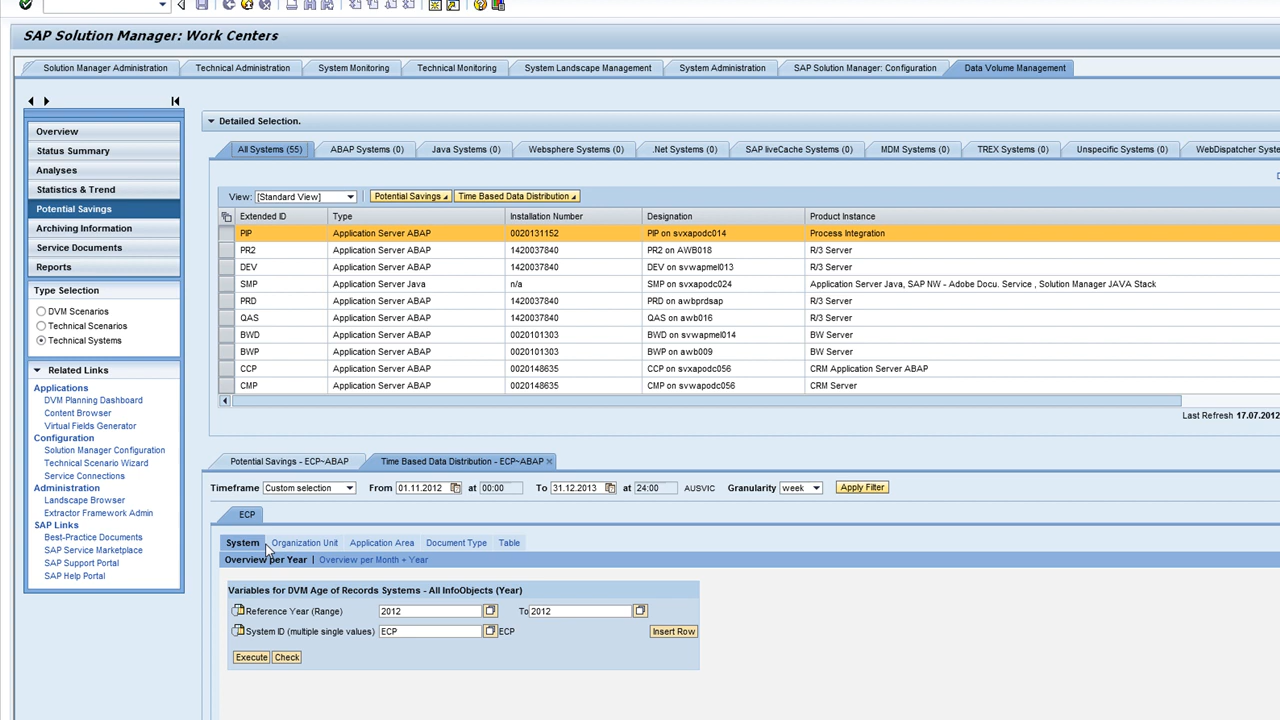 SAP Solution Manager: Work Centers
Solution Manager Administration Technical Administration System Monitoring Technical Monitoring System Landscape Management System Administration SAP Solution Manager: Configuration Data Volume Management
Overview
Status Summary
Analyses
Statistics & Trend
Potential Savings
Archiving Information
Service Documents
Reports
Type Selection
DVM Scenarios
Technical Scenarios
Technical Systems
Related Links
Applications
DVM Planning Dashboard
Content Browser
Virtual Fields Generator
Configuration
Solution Manager Configuration
Technical Scenario Wizard
Service Connections
Administration
Landscape Browser
Extractor Framework Admin
SAP Links
Best-Practice Documents
SAP Service Marketplace
SAP Support Portal
SAP Help Portal
Detailed Selection.
All Systems (55) ABAP Systems (0) Java Systems (0) Websphere Systems (0) .Net Systems (0) SAP liveCache Systems (0) MDM Systems (0) TREX Systems (0) Unspecific Systems (0) WebDispatcher Syste
View: [Standard View] Potential Savings Time Based Data Distribution
Extended ID Type Installation Number Designation Product Instance
PIP Application Server ABAP 0020131152 PIP on svxapodc014 Process Integration
PR2 Application Server ABAP 1420037840 PR2 on AWB018 R/3 Server
DEV Application Server ABAP 1420037840 DEV on svwapmel013 R/3 Server
SMP Application Server Java n/a SMP on svxapodc024 Application Server Java, SAP NW - Adobe Docu. Service , Solution Manager JAVA Stack
PRD Application Server ABAP 1420037840 PRD on awbprdsap R/3 Server
QAS Application Server ABAP 1420037840 QAS on awb016 R/3 Server
BWD Application Server ABAP 0020101303 BWD on svwapmel014 BW Server
BWP Application Server ABAP 0020101303 BWP on awb009 BW Server
CCP Application Server ABAP 0020148635 CCP on svxapodc056 CRM Application Server ABAP
CMP Application Server ABAP 0020148635 CMP on svwapodc056 CRM Server
Last Refresh 17.07.2012
Potential Savings - ECP~ABAP Time Based Data Distribution - ECP~ABAP
Timeframe Custom selection From 01.11.2012 at 00:00 To 31.12.2013 at 24:00 AUSVIC Granularity week Apply Filter
ECP
System Organization Unit Application Area Document Type Table
Overview per Year | Overview per Month + Year
Variables for DVM Age of Records Systems - All InfoObjects (Year)
Reference Year (Range) 2012 To 2012
System ID (multiple single values) ECP ECP Insert Row
Execute Check